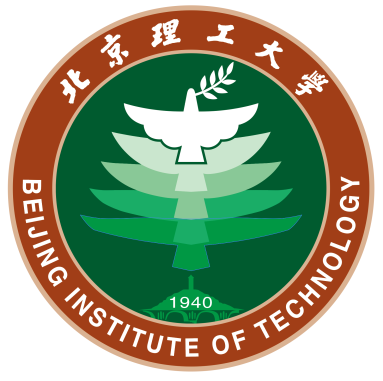 北京理工大學
1940
BEIJING INSTITUTE OF TECHNOLOGY